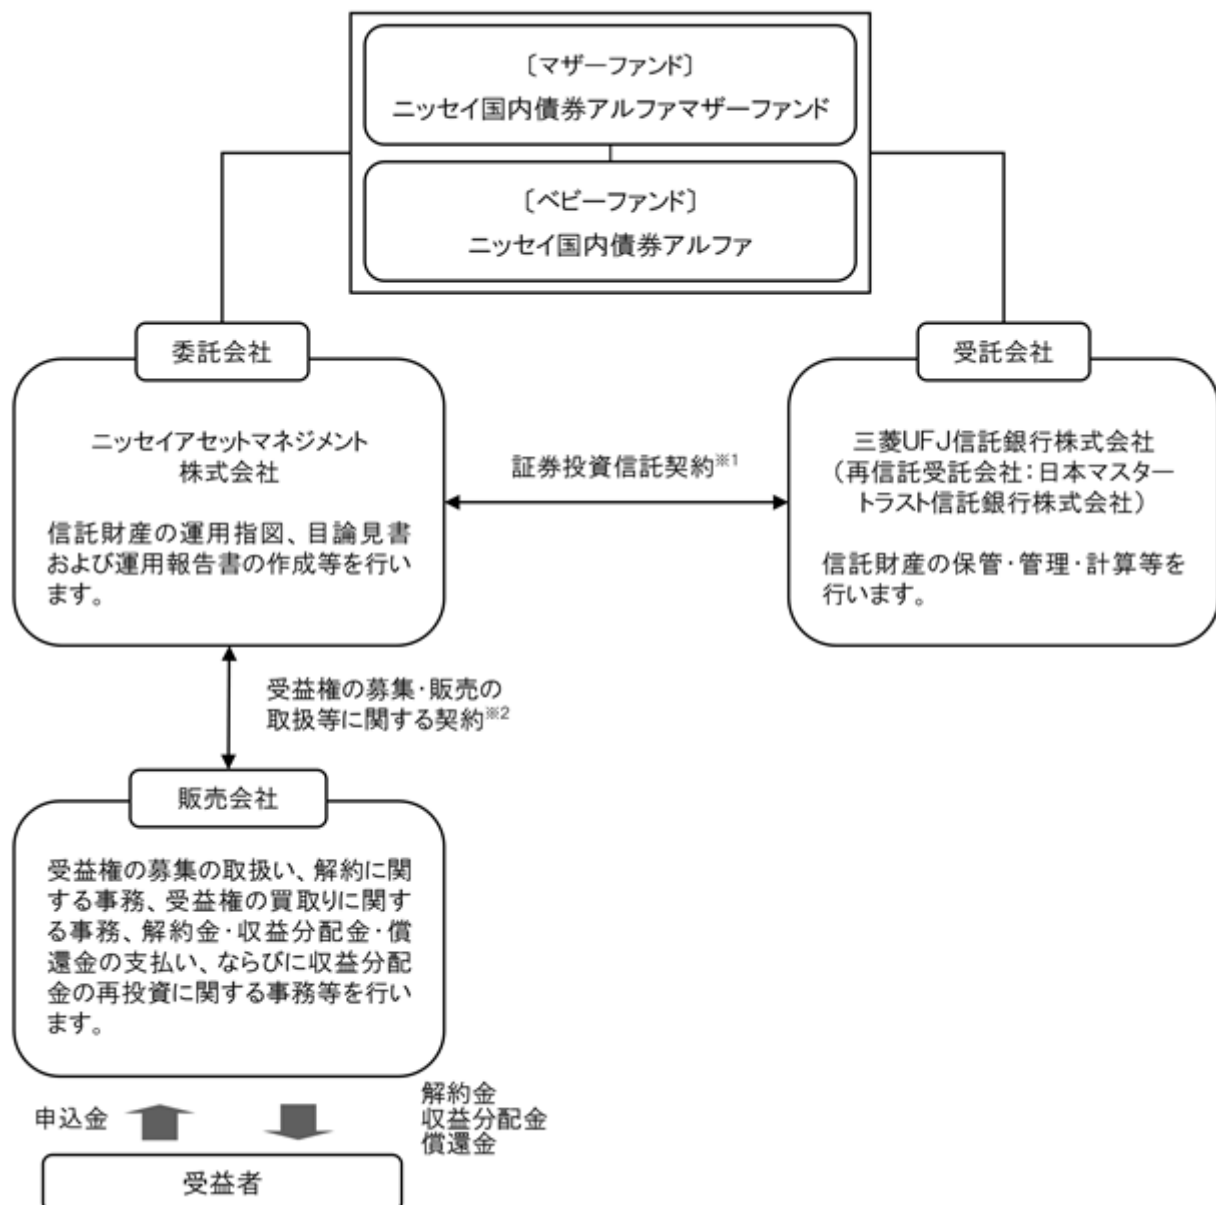 〔マザーファンド〕
ニッセイ国内債券アルファマザーファンド
〔ベビーファンド〕
ニッセイ国内債券アルファ
委託会社
ニッセイアセットマネジメント
株式会社
信託財産の運用指図、目論見書
および運用報告書の作成等を行い
ます。
証券投資信託契約※1
受託会社
三菱UFJ信託銀行株式会社
（再信託受託会社：日本マスター
トラスト信託銀行株式会社）
信託財産の保管・管理・計算等を
行います。
受益権の募集・販売の
取扱等に関する契約※2
販売会社
受益権の募集の取扱い、解約に関
する事務、受益権の買取りに関す
る事務、解約金・収益分配金・償
還金の支払い、ならびに収益分配
金の再投資に関する事務等を行い
ます。
申込金
解約金
収益分配金
償還金
受益者